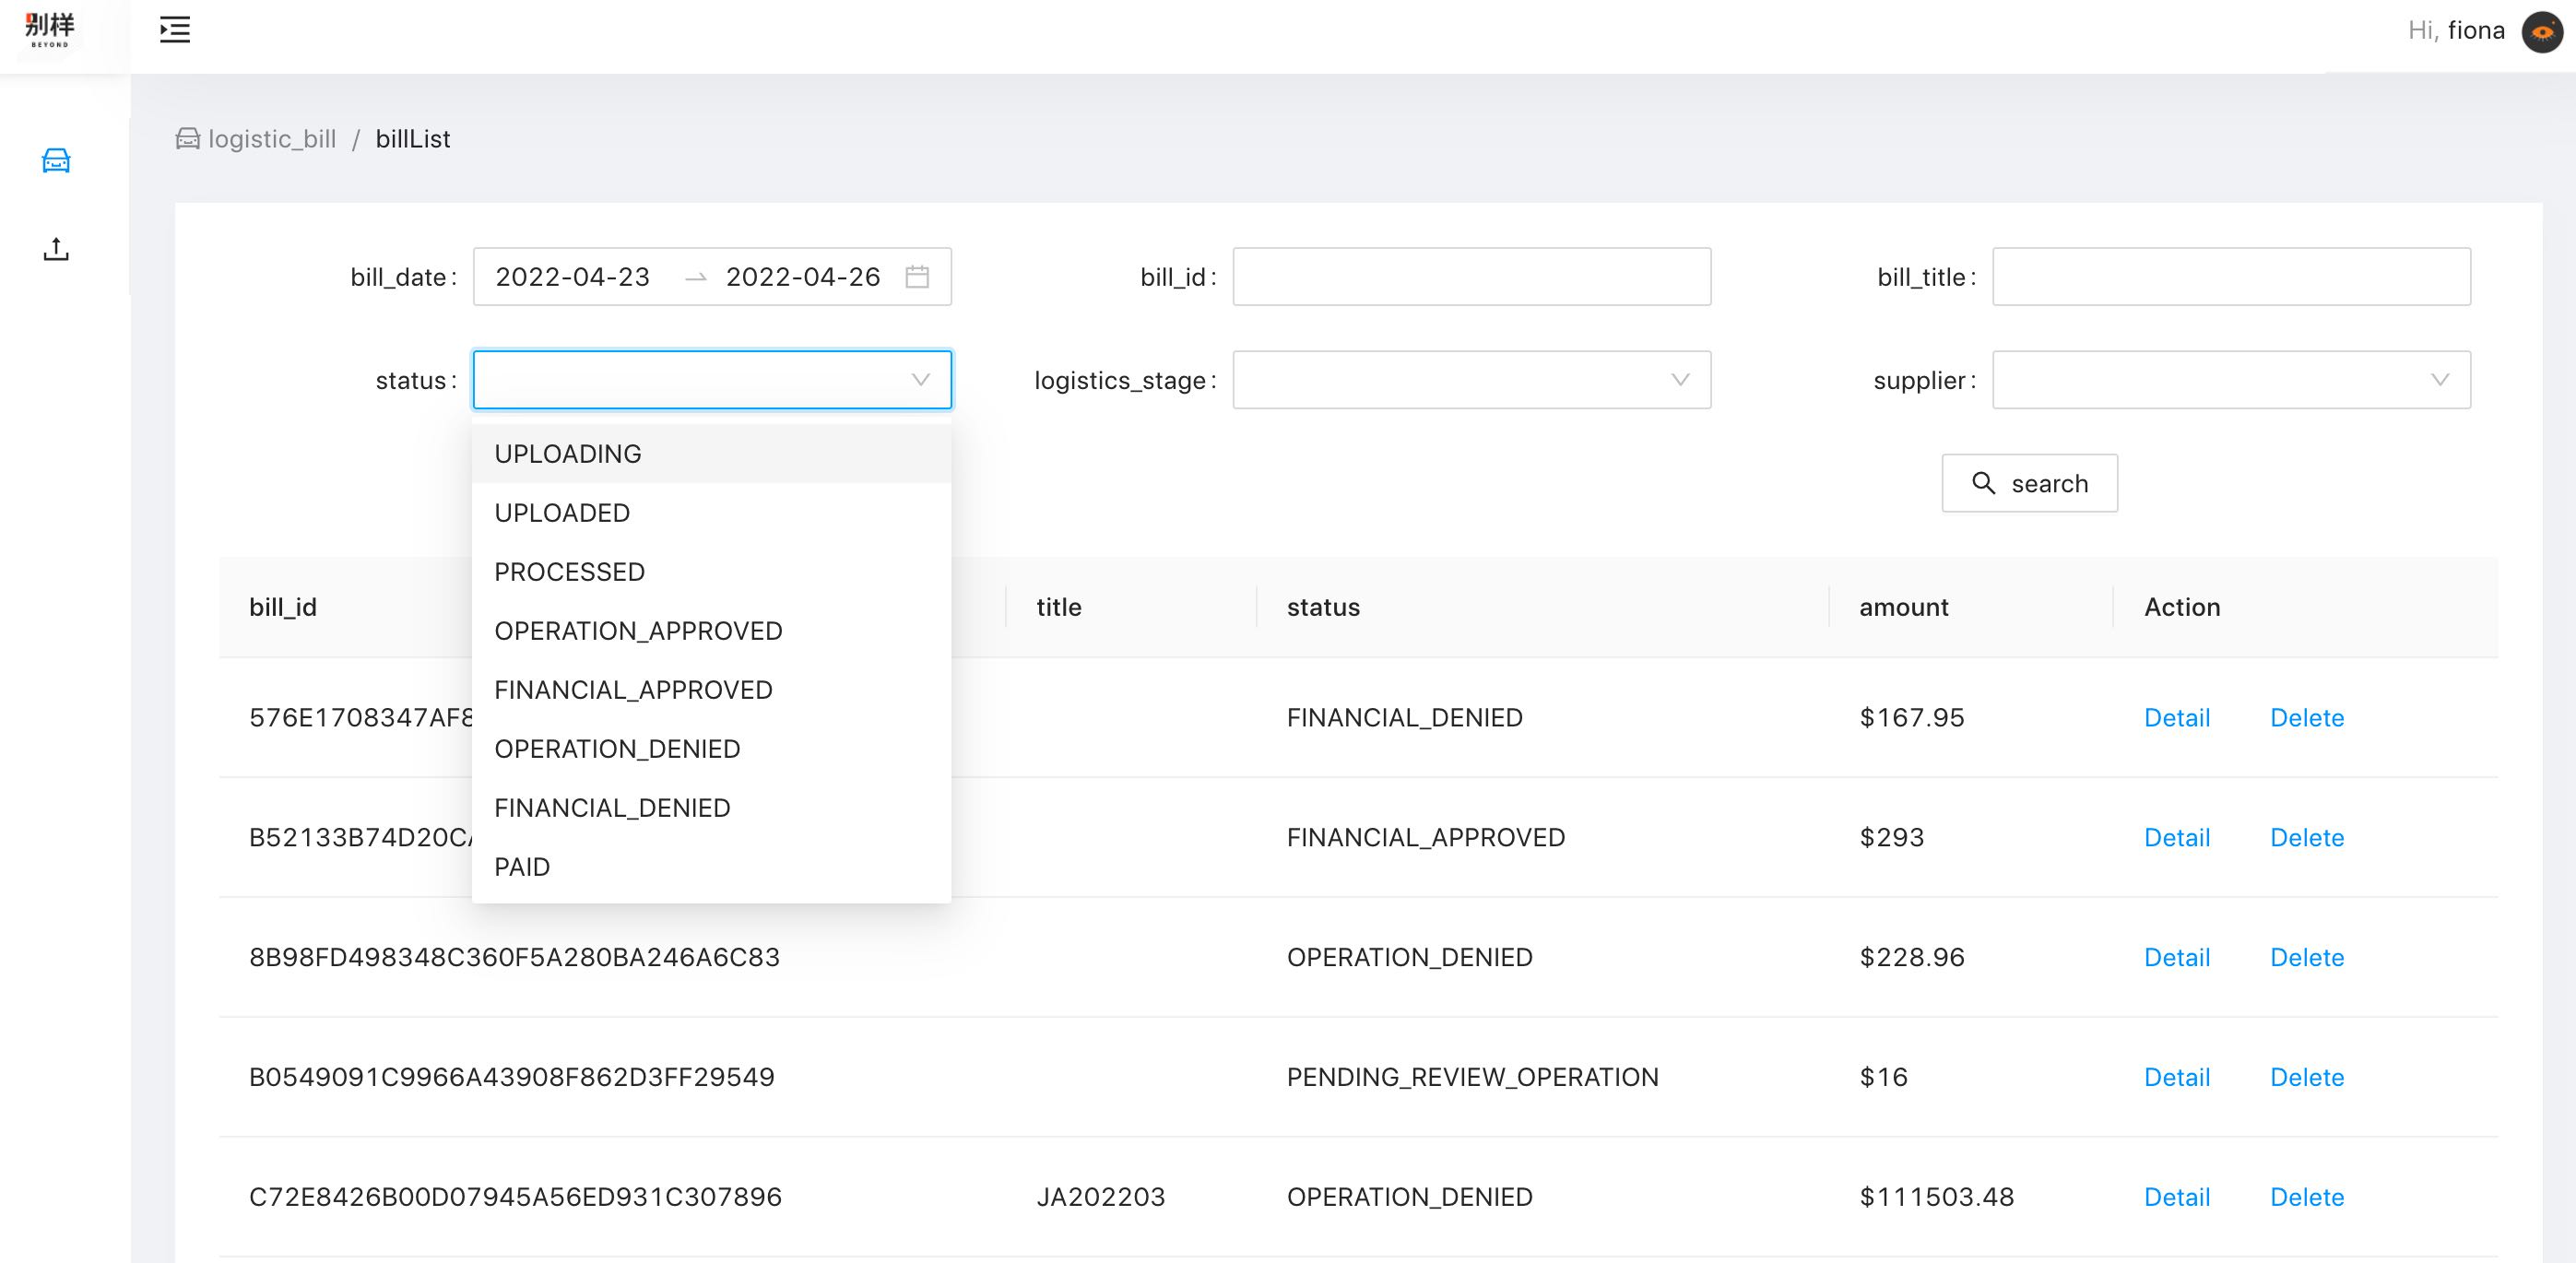 别样
BEYOND
Hi, fiona
logistic_bill / billList
bill_date : 2022-04-23 → 2022-04-26
bill_id :
bill_title :
status :
logistics_stage :
supplier :
UPLOADING
UPLOADED
PROCESSED
OPERATION_APPROVED
FINANCIAL_APPROVED
OPERATION_DENIED
FINANCIAL_DENIED
PAID
search
bill_id title status amount Action
576E1708347AF8 FINANCIAL_DENIED $167.95 Detail Delete
B52133B74D20CA FINANCIAL_APPROVED $293 Detail Delete
8B98FD498348C360F5A280BA246A6C83 OPERATION_DENIED $228.96 Detail Delete
B0549091C9966A43908F862D3FF29549 PENDING_REVIEW_OPERATION $16 Detail Delete
C72E8426B00D07945A56ED931C307896 JA202203 OPERATION_DENIED $111503.48 Detail Delete